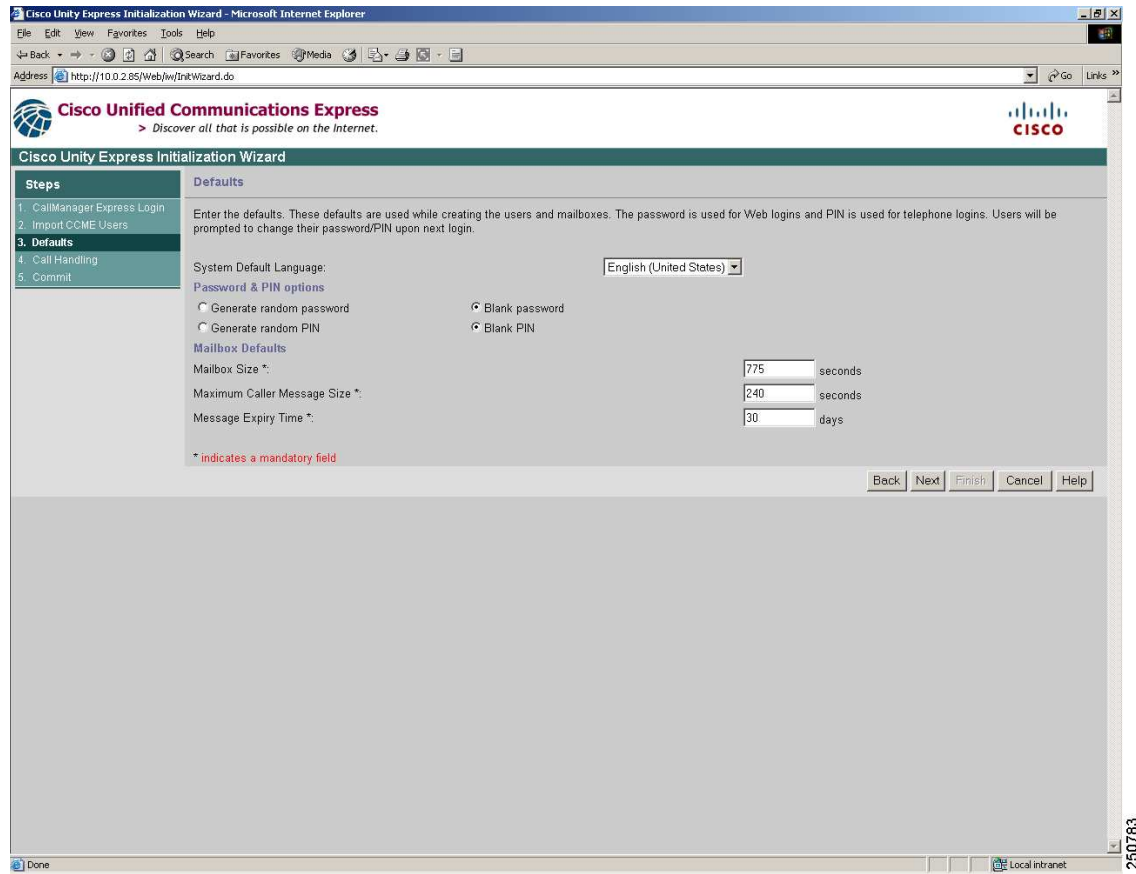 Cisco Unity Express Initialization Wizard - Microsoft Internet Explorer
File Edit View Favorites Tools Help
Back Search Favorites Media
Address http://10.0.2.85/Web/iw/InitWizard.do Go Links »
Cisco Unified Communications Express
> Discover all that is possible on the Internet.
CISCO
Cisco Unity Express Initialization Wizard
Steps
1. CallManager Express Login
2. Import CCME Users
3. Defaults
4. Call Handling
5. Commit
Defaults
Enter the defaults. These defaults are used while creating the users and mailboxes. The password is used for Web logins and PIN is used for telephone logins. Users will be
prompted to change their password/PIN upon next login.
System Default Language: English (United States)
Password & PIN options
Generate random password Blank password
Generate random PIN Blank PIN
Mailbox Defaults
Mailbox Size *: 775 seconds
Maximum Caller Message Size *: 240 seconds
Message Expiry Time *: 30 days
* indicates a mandatory field
Back Next Finish Cancel Help
Done Local intranet
250783